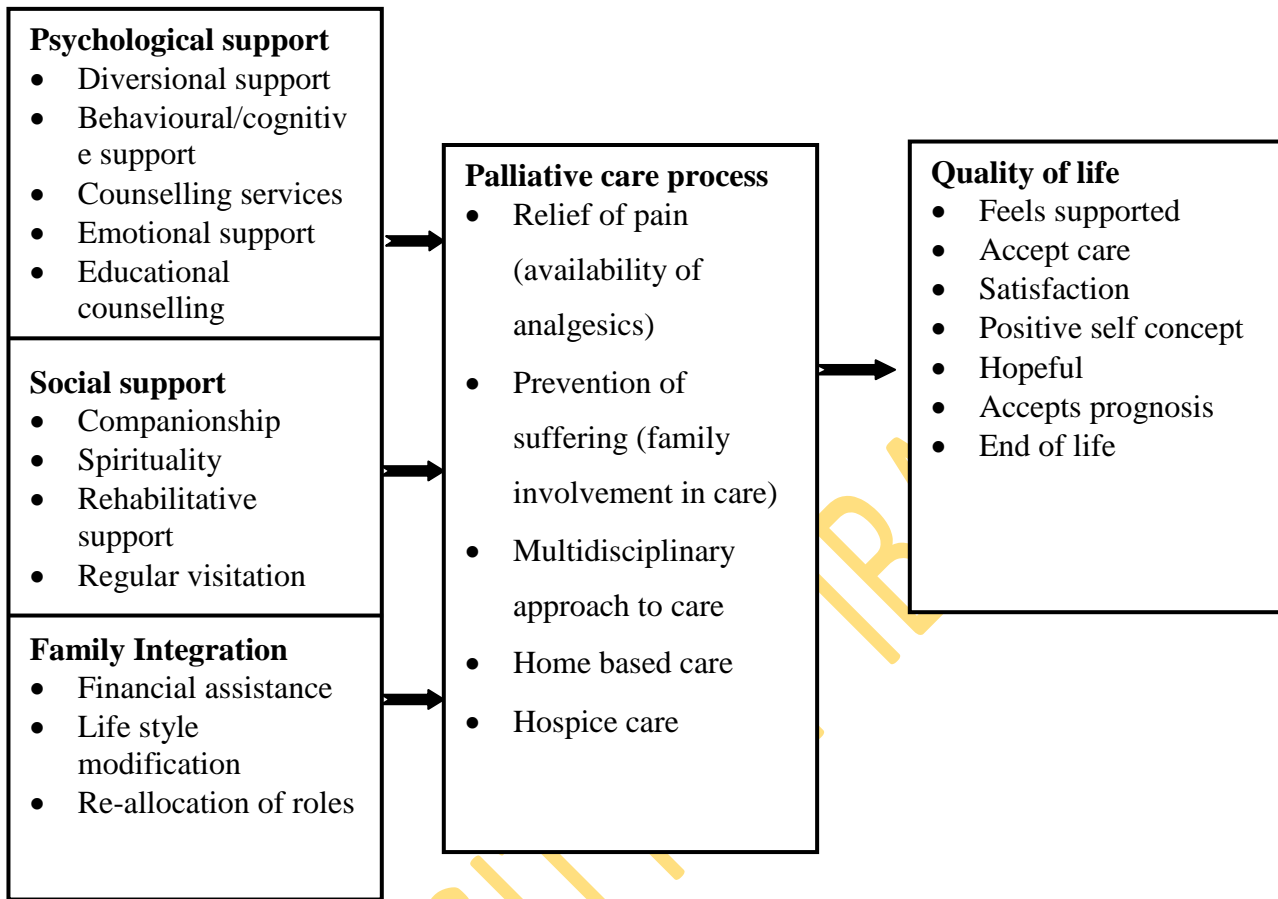 Psychological support
• Diversional support
• Behavioural/cognitiv
e support
• Counselling services
• Emotional support
• Educational
counselling
Social support
• Companionship
• Spirituality
• Rehabilitative
support
• Regular visitation
Family Integration
• Financial assistance
• Life style
modification
• Re-allocation of roles
Palliative care process
• Relief of pain
(availability of
analgesics)
• Prevention of
suffering (family
involvement in care)
• Multidisciplinary
approach to care
• Home based care
• Hospice care
Quality of life
• Feels supported
• Accept care
• Satisfaction
• Positive self concept
• Hopeful
• Accepts prognosis
• End of life